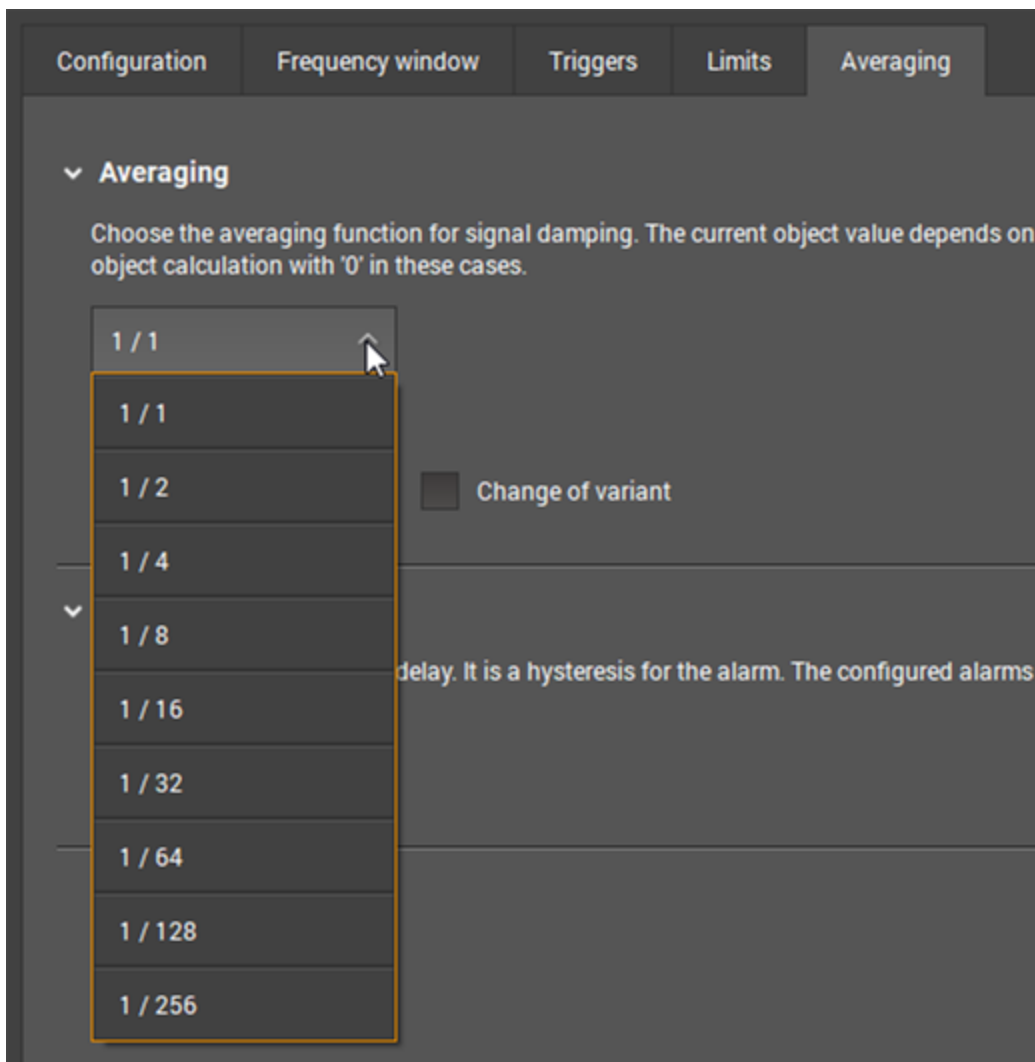 Configuration
Frequency window
Triggers
Limits
Averaging
Averaging
Choose the averaging function for signal damping. The current object value depends on
object calculation with '0' in these cases.
1 / 1
1 / 1
1 / 2
Change of variant
1 / 4
1 / 8
delay. It is a hysteresis for the alarm. The configured alarms
1 / 16
1 / 32
1 / 64
1 / 128
1 / 256